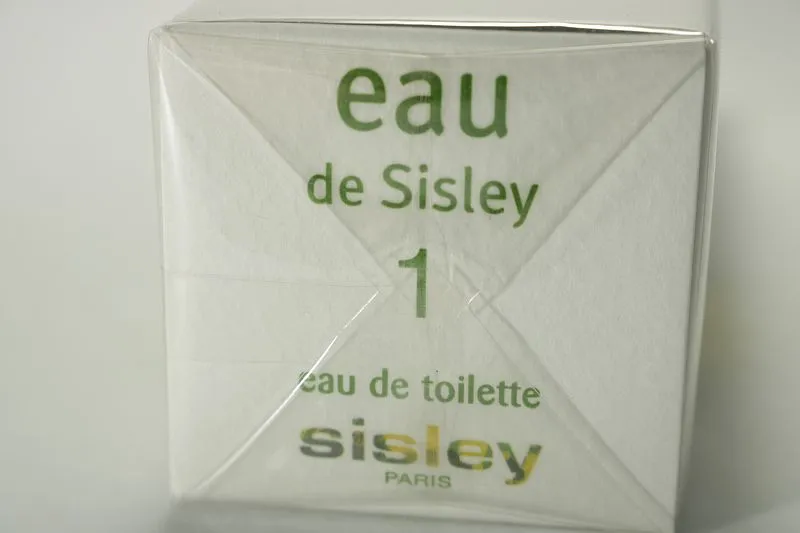 eau
de Sisley
1
eau de toilette
sisley
PARIS